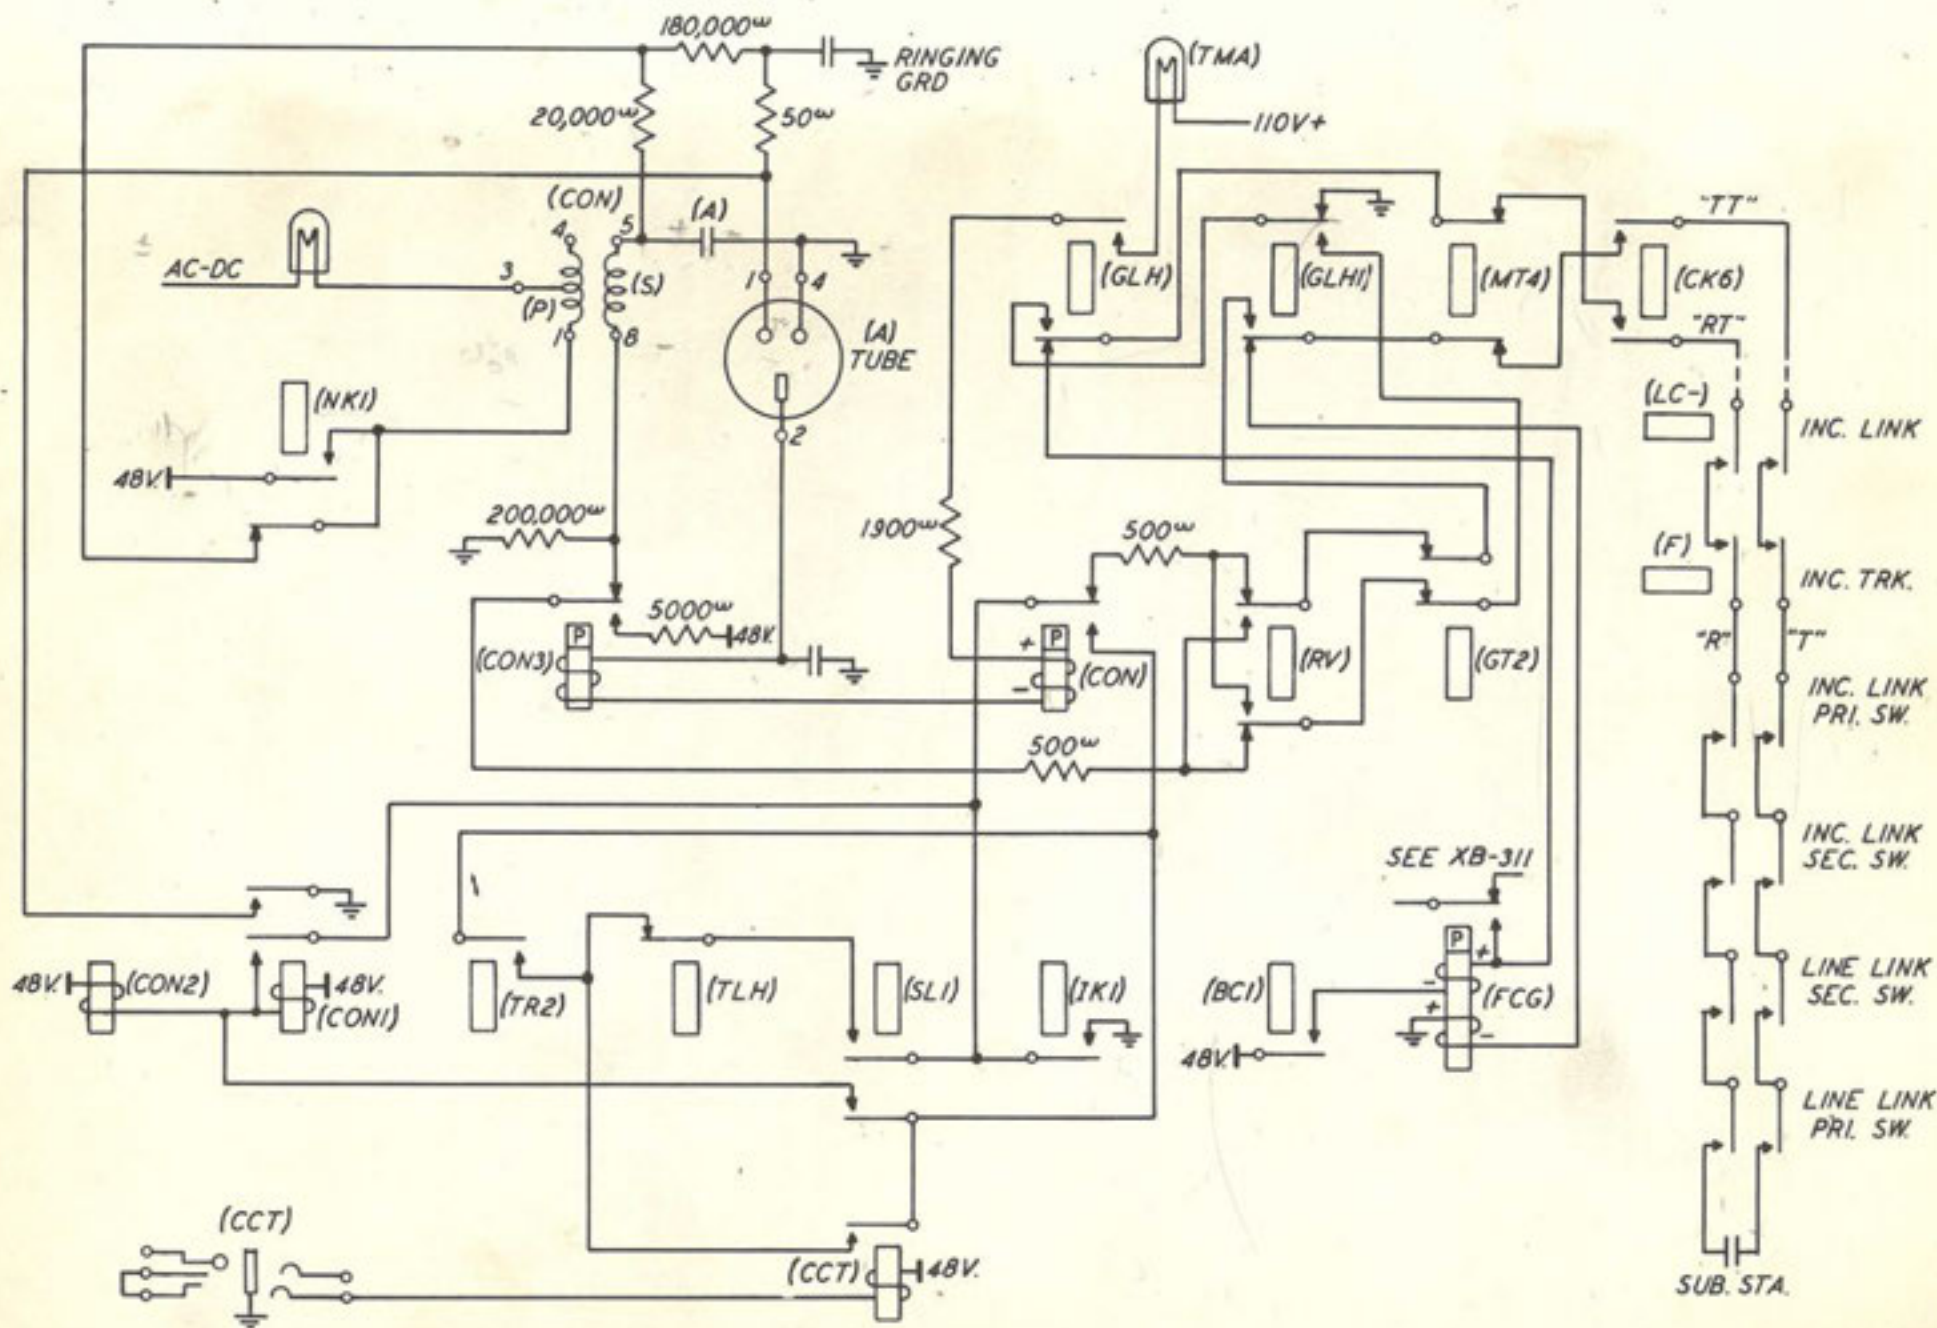 180,000ω
RINGING
GRD
(TMA)
110V+
20,000ω
50ω
(CON)
(A)
4
5
AC-DC
3
(P)
(S)
1
4
1
8
(A)
TUBE
2
(NK1)
48V.
(GLH)
(GLH1)
(MT4)
(CK6)
"TT"
"RT"
(LC-)
INC. LINK
200,000ω
1900ω
500ω
(F)
INC. TRK.
5000ω
48V.
P
(CON3)
+
P
-
(CON)
(RV)
(GT2)
"R"
"T"
INC. LINK
PRI. SW.
500ω
INC. LINK
SEC. SW.
SEE XB-311
48V.
(CON2)
48V.
(CON1)
(TR2)
(TLH)
(SL1)
(IK1)
(BC1)
48V.
P
+
-
+
-
(FCG)
LINE LINK
SEC. SW.
LINE LINK
PRI. SW.
(CCT)
(CCT)
48V.
SUB. STA.